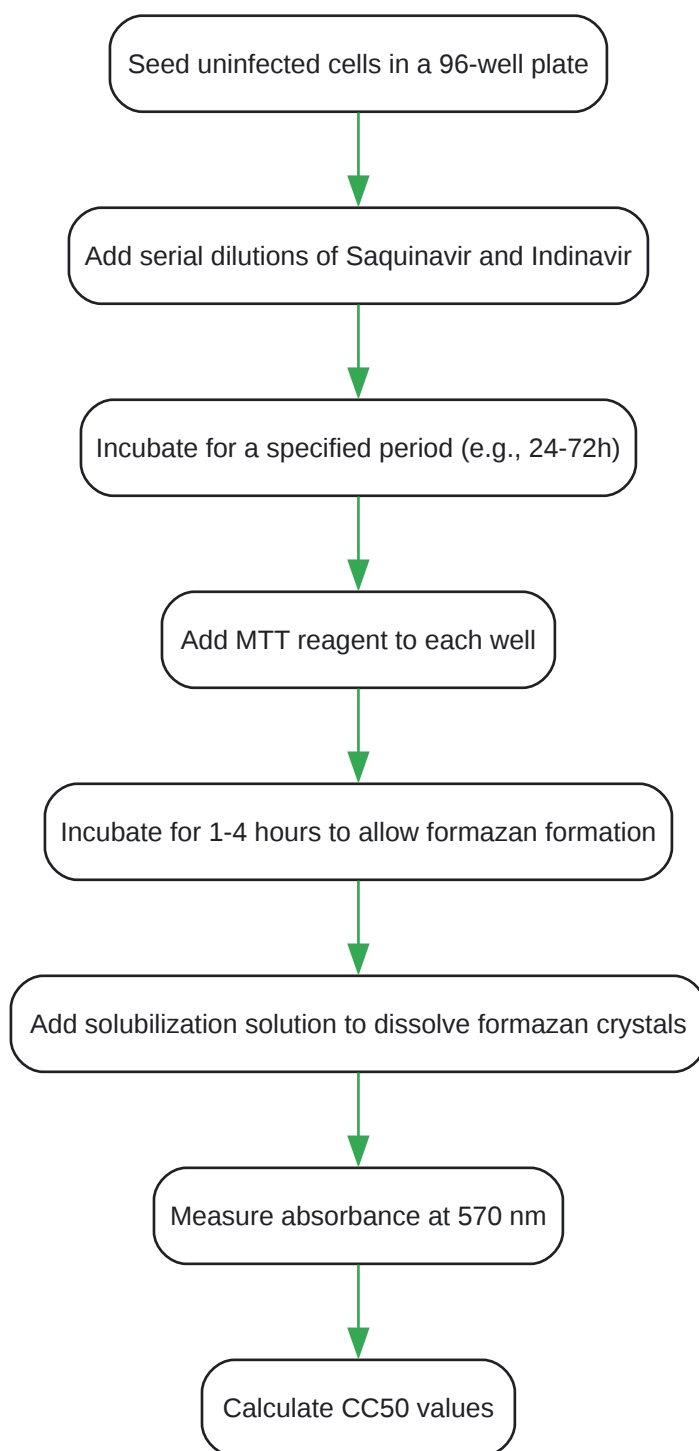 Seed uninfected cells in a 96-well plate
Add serial dilutions of Saquinavir and Indinavir
Incubate for a specified period (e.g., 24-72h)
Add MTT reagent to each well
Incubate for 1-4 hours to allow formazan formation
Add solubilization solution to dissolve formazan crystals
Measure absorbance at 570 nm
Calculate CC50 values